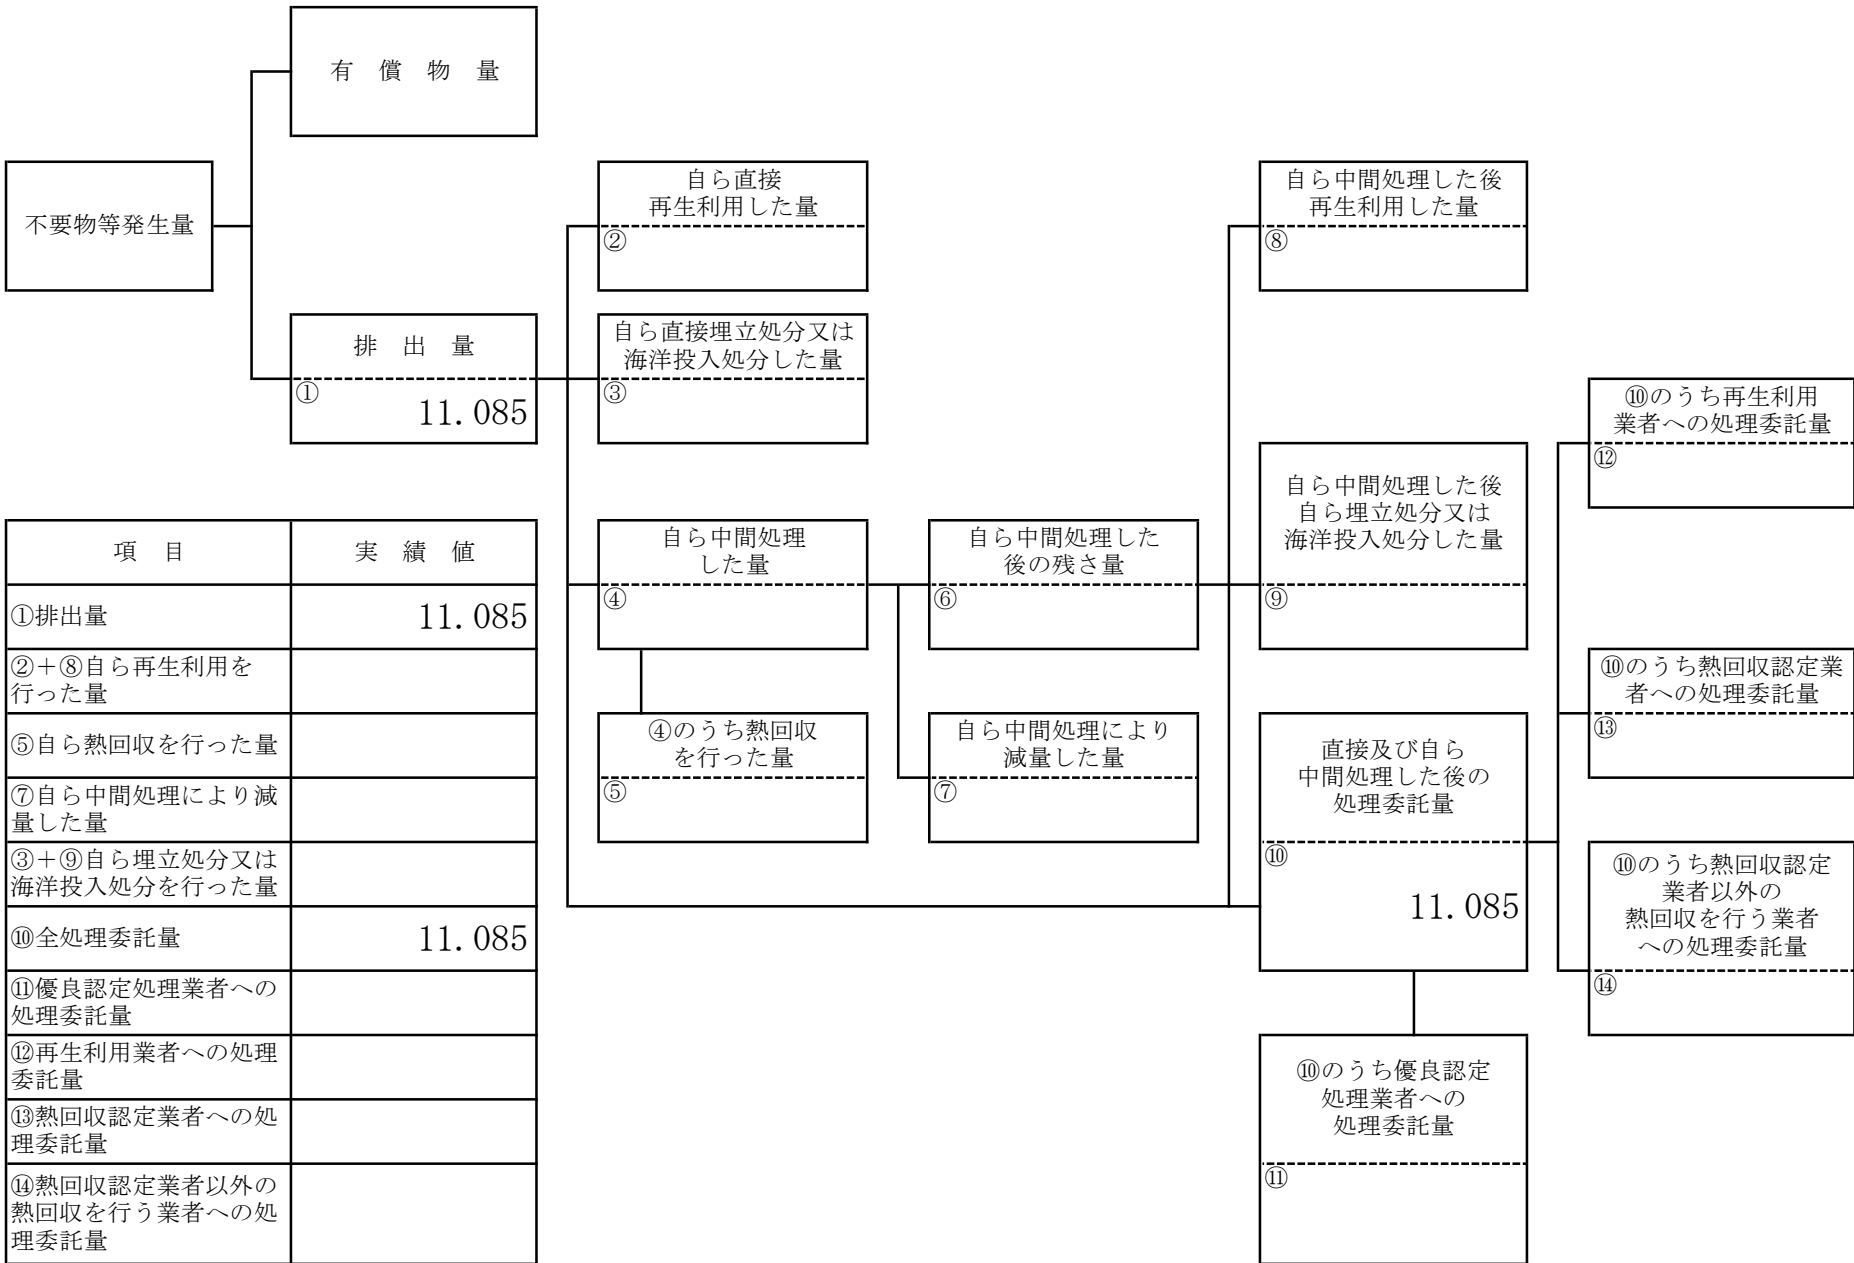 有 償 物 量
不要物等発生量
排 出 量
①
11.085
自ら直接
再生利用した量
②
自ら直接埋立処分又は
海洋投入処分した量
③
自ら中間処理
した量
④
④のうち熱回収
を行った量
⑤
自ら中間処理した
後の残さ量
⑥
自ら中間処理により
減量した量
⑦
自ら中間処理した後
再生利用した量
⑧
自ら中間処理した後
自ら埋立処分又は
海洋投入処分した量
⑨
直接及び自ら
中間処理した後の
処理委託量
⑩
11.085
⑩のうち優良認定
処理業者への
処理委託量
⑪
⑩のうち再生利用
業者への処理委託量
⑫
⑩のうち熱回収認定業
者への処理委託量
⑬
⑩のうち熱回収認定
業者以外の
熱回収を行う業者
への処理委託量
⑭
項 目 実 績 値
①排出量 11.085
②+⑧自ら再生利用を
行った量
⑤自ら熱回収を行った量
⑦自ら中間処理により減
量した量
③+⑨自ら埋立処分又は
海洋投入処分を行った量
⑩全処理委託量 11.085
⑪優良認定処理業者への
処理委託量
⑫再生利用業者への処理
委託量
⑬熱回収認定業者への処
理委託量
⑭熱回収認定業者以外の
熱回収を行う業者への処
理委託量